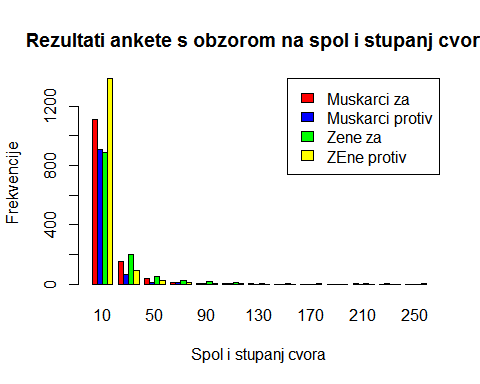 Rezultati ankete s obzorom na spol i stupanj cvor
Muskarci za
Muskarci protiv
Zene za
ZEne protiv
Frekvencije
1200
800
400
0
10 50 90 130 170 210 250
Spol i stupanj cvora